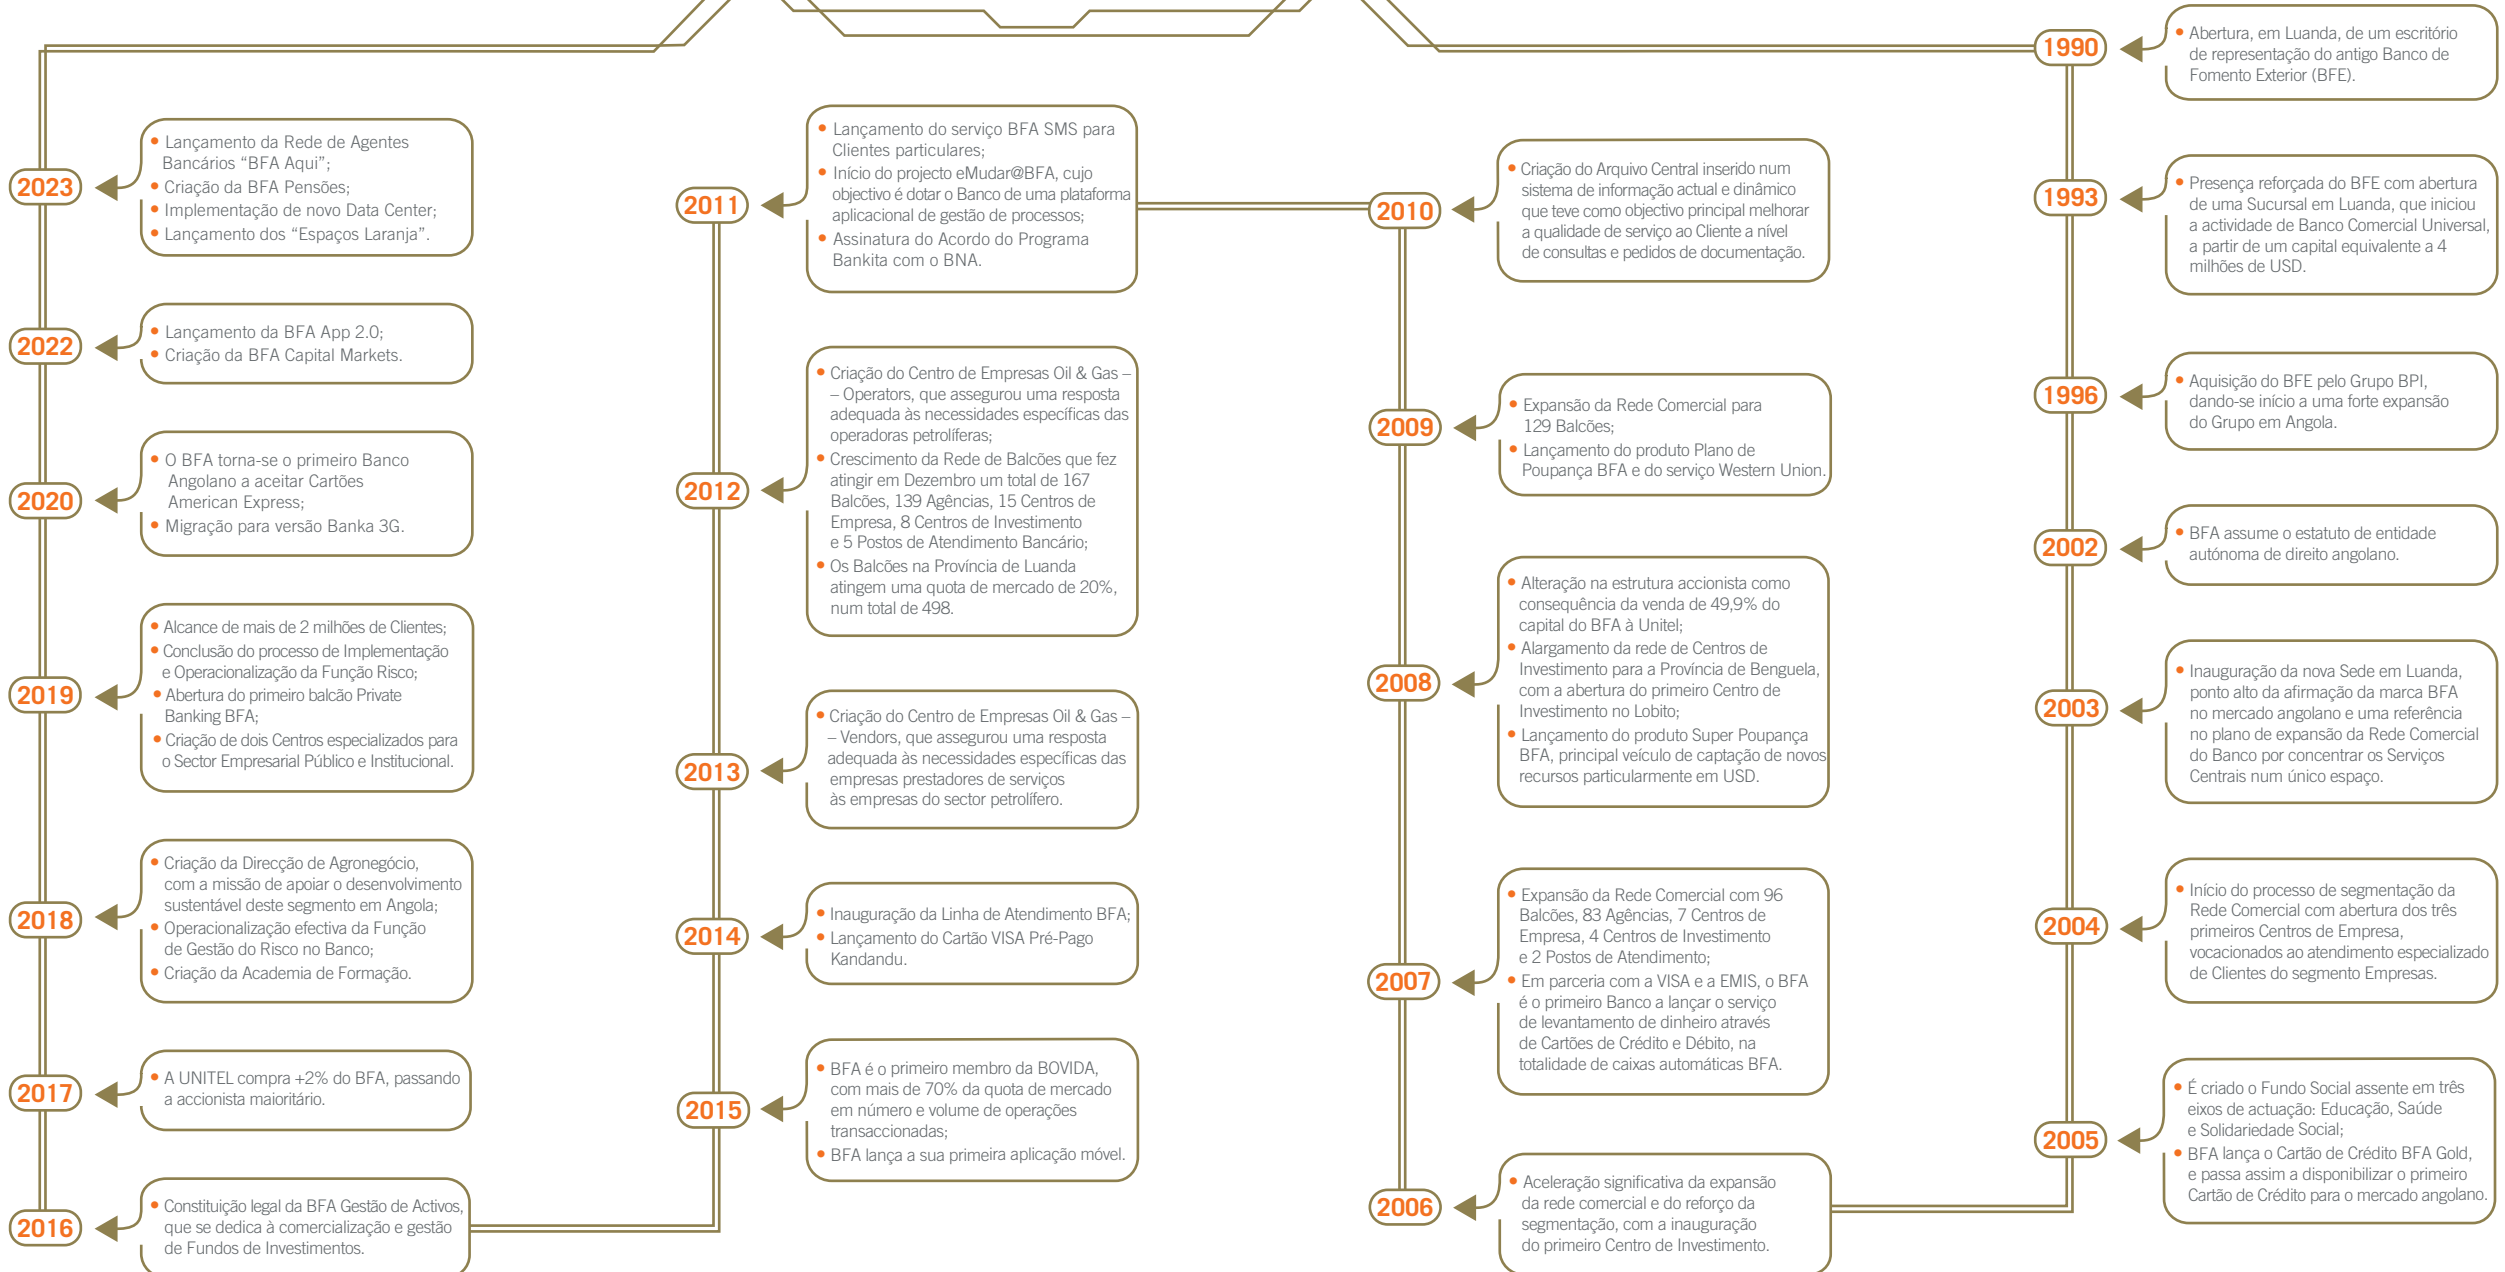 1990
• Abertura, em Luanda, de um escritório
de representação do antigo Banco de
Fomento Exterior (BFE).
1993
• Presença reforçada do BFE com abertura
de uma Sucursal em Luanda, que iniciou
a actividade de Banco Comercial Universal,
a partir de um capital equivalente a 4
milhões de USD.
1996
• Aquisição do BFE pelo Grupo BPI,
dando-se início a uma forte expansão
do Grupo em Angola.
2002
• BFA assume o estatuto de entidade
autónoma de direito angolano.
2003
• Inauguração da nova Sede em Luanda,
ponto alto da afirmação da marca BFA
no mercado angolano e uma referência
no plano de expansão da Rede Comercial
do Banco por concentrar os Serviços
Centrais num único espaço.
2004
• Início do processo de segmentação da
Rede Comercial com abertura dos três
primeiros Centros de Empresa,
vocacionados ao atendimento especializado
de Clientes do segmento Empresas.
2005
• É criado o Fundo Social assente em três
eixos de actuação: Educação, Saúde
e Solidariedade Social;
• BFA lança o Cartão de Crédito BFA Gold,
e passa assim a disponibilizar o primeiro
Cartão de Crédito para o mercado angolano.
2006
• Aceleração significativa da expansão
da rede comercial e do reforço da
segmentação, com a inauguração
do primeiro Centro de Investimento.
2007
• Expansão da Rede Comercial com 96
Balcões, 83 Agências, 7 Centros de
Empresa, 4 Centros de Investimento
e 2 Postos de Atendimento;
• Em parceria com a VISA e a EMIS, o BFA
é o primeiro Banco a lançar o serviço
de levantamento de dinheiro através
de Cartões de Crédito e Débito, na
totalidade de caixas automáticas BFA.
2008
• Alteração na estrutura accionista como
consequência da venda de 49,9% do
capital do BFA à Unitel;
• Alargamento da rede de Centros de
Investimento para a Província de Benguela,
com a abertura do primeiro Centro de
Investimento no Lobito;
• Lançamento do produto Super Poupança
BFA, principal veículo de captação de novos
recursos particularmente em USD.
2009
• Expansão da Rede Comercial para
129 Balcões;
• Lançamento do produto Plano de
Poupança BFA e do serviço Western Union.
2010
• Criação do Arquivo Central inserido num
sistema de informação actual e dinâmico
que teve como objectivo principal melhorar
a qualidade de serviço ao Cliente a nível
de consultas e pedidos de documentação.
2011
• Lançamento do serviço BFA SMS para
Clientes particulares;
• Início do projecto eMudar@BFA, cujo
objectivo é dotar o Banco de uma plataforma
aplicacional de gestão de processos;
• Assinatura do Acordo do Programa
Bankita com o BNA.
2012
• Criação do Centro de Empresas Oil & Gas –
– Operators, que assegurou uma resposta
adequada às necessidades específicas das
operadoras petrolíferas;
• Crescimento da Rede de Balcões que fez
atingir em Dezembro um total de 167
Balcões, 139 Agências, 15 Centros de
Empresa, 8 Centros de Investimento
e 5 Postos de Atendimento Bancário;
• Os Balcões na Província de Luanda
atingem uma quota de mercado de 20%,
num total de 498.
2013
• Criação do Centro de Empresas Oil & Gas –
– Vendors, que assegurou uma resposta
adequada às necessidades específicas das
empresas prestadores de serviços
às empresas do sector petrolífero.
2014
• Inauguração da Linha de Atendimento BFA;
• Lançamento do Cartão VISA Pré-Pago
Kandandu.
2015
• BFA é o primeiro membro da BOVIDA,
com mais de 70% da quota de mercado
em número e volume de operações
transaccionadas;
• BFA lança a sua primeira aplicação móvel.
2016
• Constituição legal da BFA Gestão de Activos,
que se dedica à comercialização e gestão
de Fundos de Investimentos.
2017
• A UNITEL compra +2% do BFA, passando
a accionista maioritário.
2018
• Criação da Direcção de Agronegócio,
com a missão de apoiar o desenvolvimento
sustentável deste segmento em Angola;
• Operacionalização efectiva da Função
de Gestão do Risco no Banco;
• Criação da Academia de Formação.
2019
• Alcance de mais de 2 milhões de Clientes;
• Conclusão do processo de Implementação
e Operacionalização da Função Risco;
• Abertura do primeiro balcão Private
Banking BFA;
• Criação de dois Centros especializados para
o Sector Empresarial Público e Institucional.
2020
• O BFA torna-se o primeiro Banco
Angolano a aceitar Cartões
American Express;
• Migração para versão Banka 3G.
2022
• Lançamento da BFA App 2.0;
• Criação da BFA Capital Markets.
2023
• Lançamento da Rede de Agentes
Bancários “BFA Aqui”;
• Criação da BFA Pensões;
• Implementação de novo Data Center;
• Lançamento dos “Espaços Laranja”.